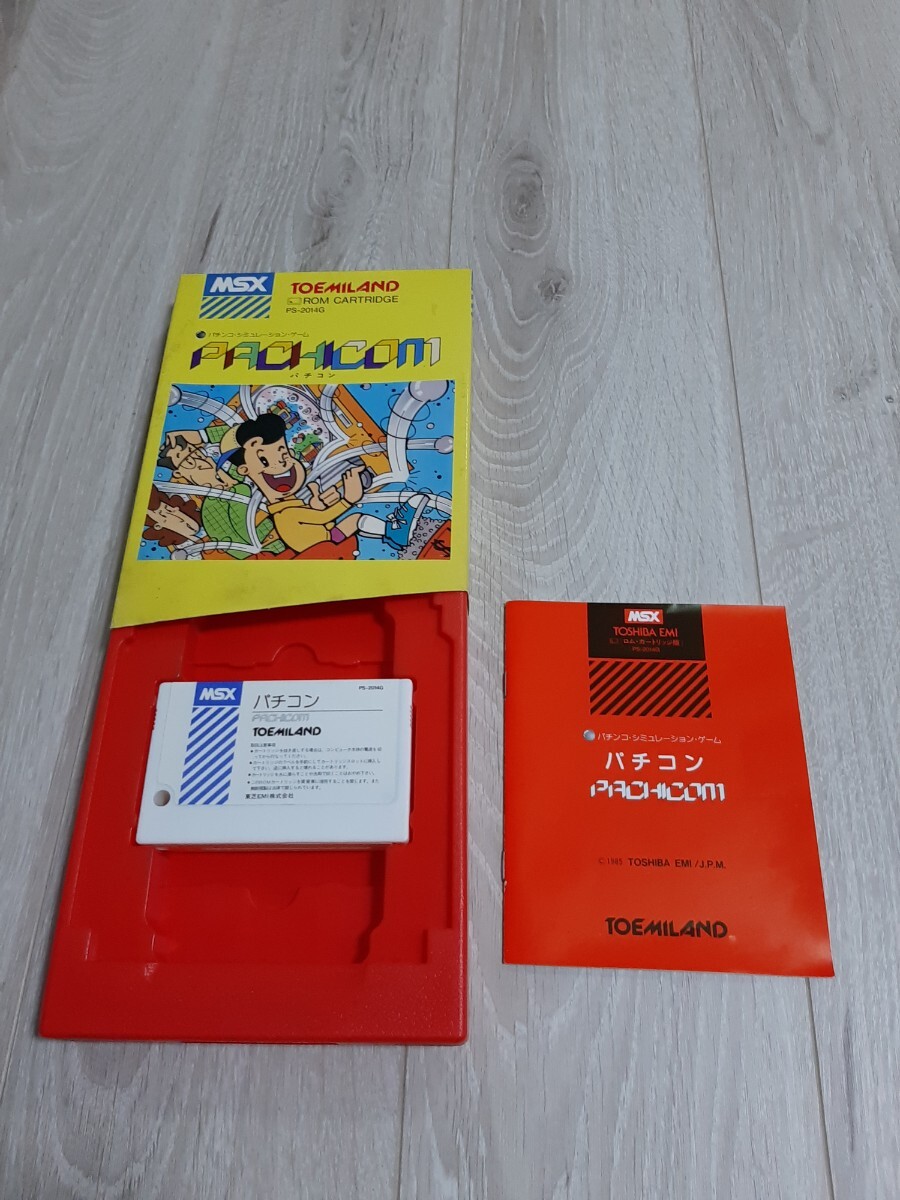 MSX
TOEMILAND
ROM CARTRIDGE
PS-2014G
パチンコ・シミュレーション・ゲーム
PACHICOM
パチコン
MSX
PS-2014G
パチコン
PACHICOM
TOEMILAND
東芝EMI株式会社
MSX
TOSHIBA EMI
ロム・カートリッジ版
PS-2014G
パチンコ・シミュレーション・ゲーム
パチコン
PACHICOM
©1985 TOSHIBA EMI/J.P.M.
TOEMILAND